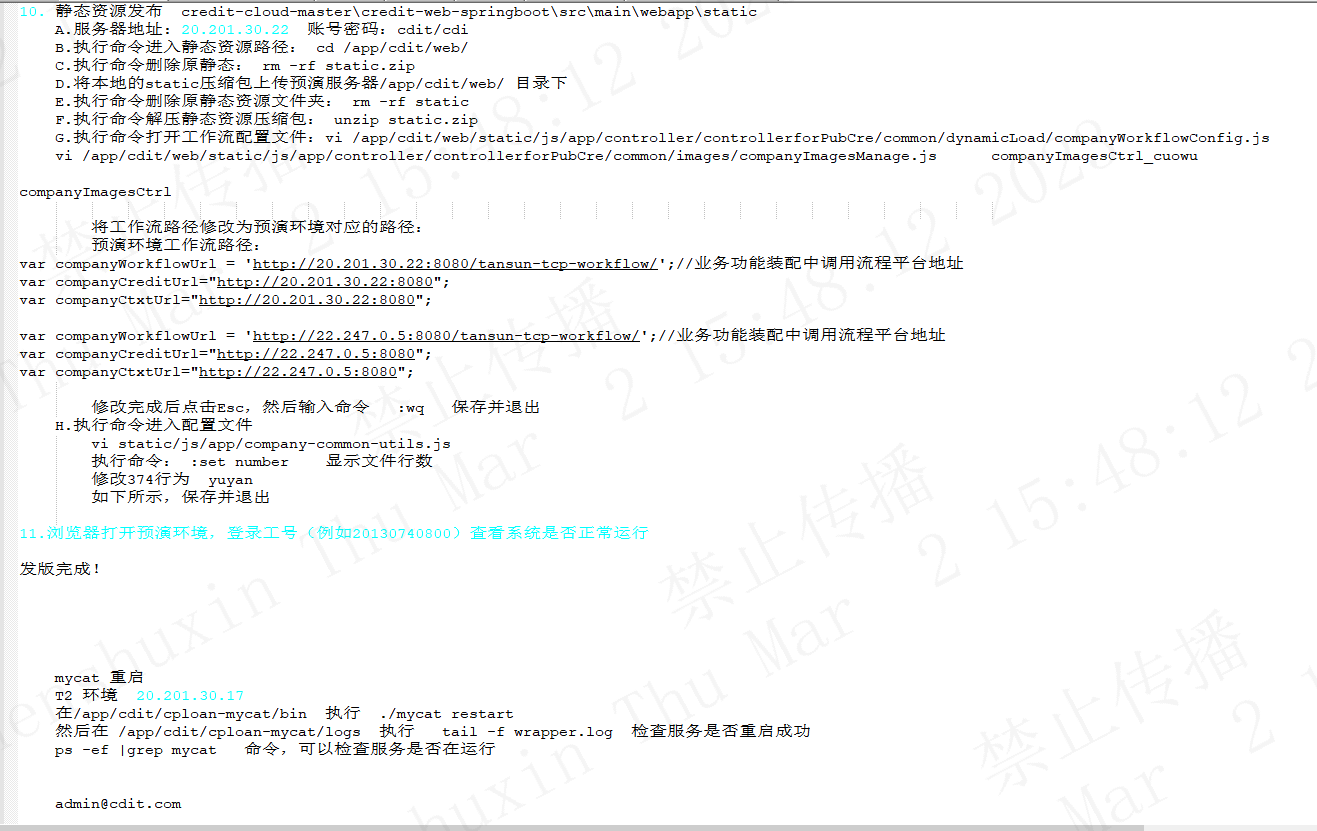 10. 静态资源发布  credit-cloud-master\credit-web-springboot\src\main\webapp\static
A.服务器地址: 20.201.30.22  账号密码: cdit/cdi
B.执行命令进入静态资源路径:  cd /app/cdit/web/
C.执行命令删除原静态:  rm -rf static.zip
D.将本地的static压缩包上传预演服务器/app/cdit/web/ 目录下
E.执行命令删除原静态资源文件夹:  rm -rf static
F.执行命令解压静态资源压缩包:  unzip static.zip
G.执行命令打开工作流配置文件: vi /app/cdit/web/static/js/app/controller/controllerforPubCre/common/dynamicLoad/companyWorkflowConfig.js
vi /app/cdit/web/static/js/app/controller/controllerforPubCre/common/images/companyImagesManage.js      companyImagesCtrl_cuowu
companyImagesCtrl
将工作流路径修改为预演环境对应的路径:
预演环境工作流路径:
var companyWorkflowUrl = 'http://20.201.30.22:8080/tansun-tcp-workflow/';//业务功能装配中调用流程平台地址
var companyCreditUrl="http://20.201.30.22:8080";
var companyCtxtUrl="http://20.201.30.22:8080";
var companyWorkflowUrl = 'http://22.247.0.5:8080/tansun-tcp-workflow/';//业务功能装配中调用流程平台地址
var companyCreditUrl="http://22.247.0.5:8080";
var companyCtxtUrl="http://22.247.0.5:8080";
修改完成后点击Esc，然后输入命令   :wq   保存并退出
H.执行命令进入配置文件
vi static/js/app/company-common-utils.js
执行命令:  :set number    显示文件行数
修改374行为  yuyan
如下所示，保存并退出
11.浏览器打开预演环境，登录工号（例如20130740800）查看系统是否正常运行
发版完成！
mycat 重启
T2 环境  20.201.30.17
在/app/cdit/cploan-mycat/bin  执行  ./mycat restart
然后在 /app/cdit/cploan-mycat/logs  执行   tail -f wrapper.log  检查服务是否重启成功
ps -ef |grep mycat   命令，可以检查服务是否在运行
admin@cdit.com